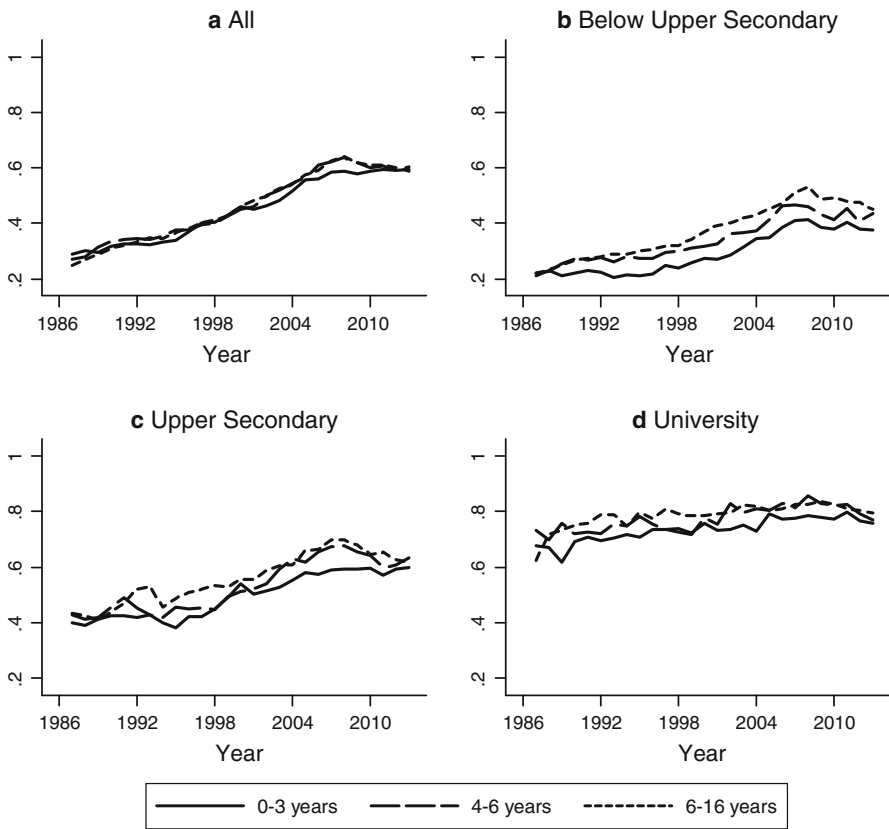 a All
b Below Upper Secondary
1
.8
.6
.4
.2
1
.8
.6
.4
.2
1986 1992 1998 2004 2010
1986 1992 1998 2004 2010
Year
Year
c Upper Secondary
d University
1
.8
.6
.4
.2
1
.8
.6
.4
.2
1986 1992 1998 2004 2010
1986 1992 1998 2004 2010
Year
Year
0-3 years 4-6 years 6-16 years